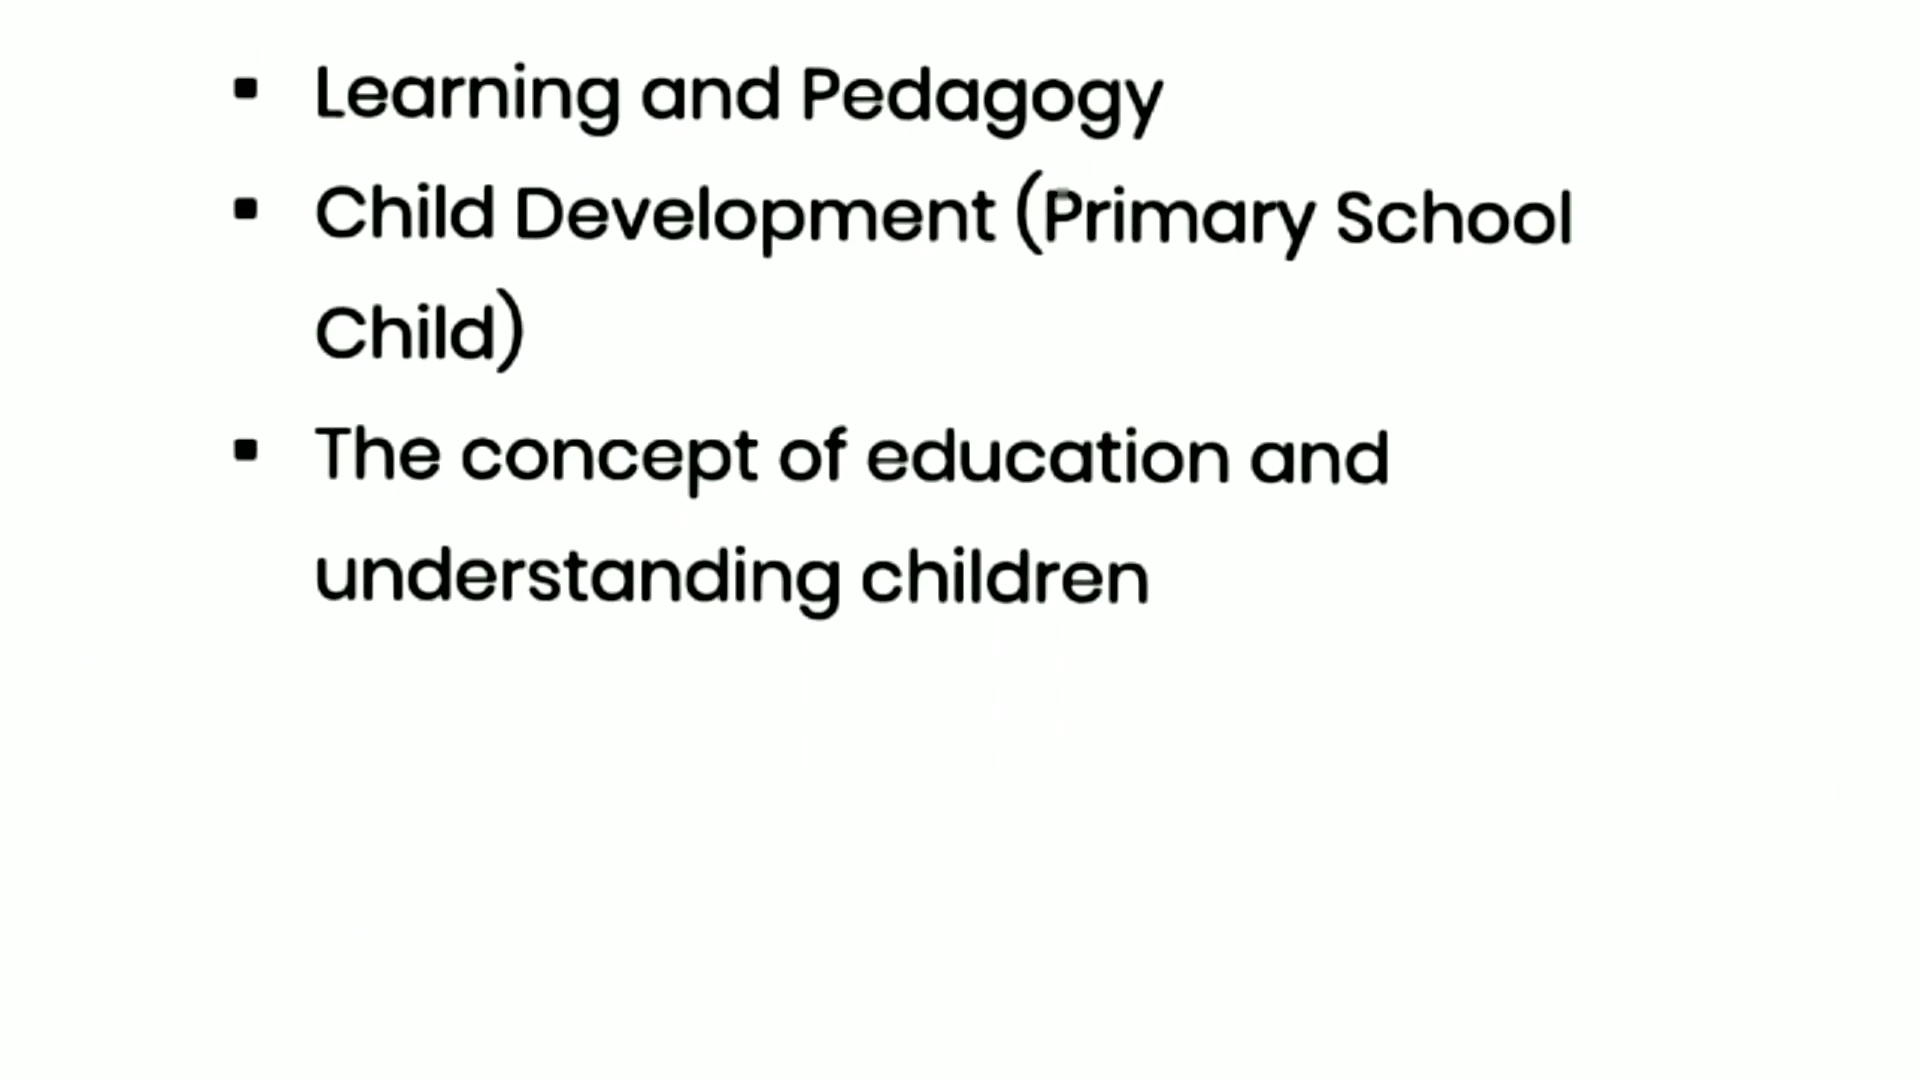 ▪ Learning and Pedagogy
▪ Child Development (Primary School
Child)
▪ The concept of education and
understanding children